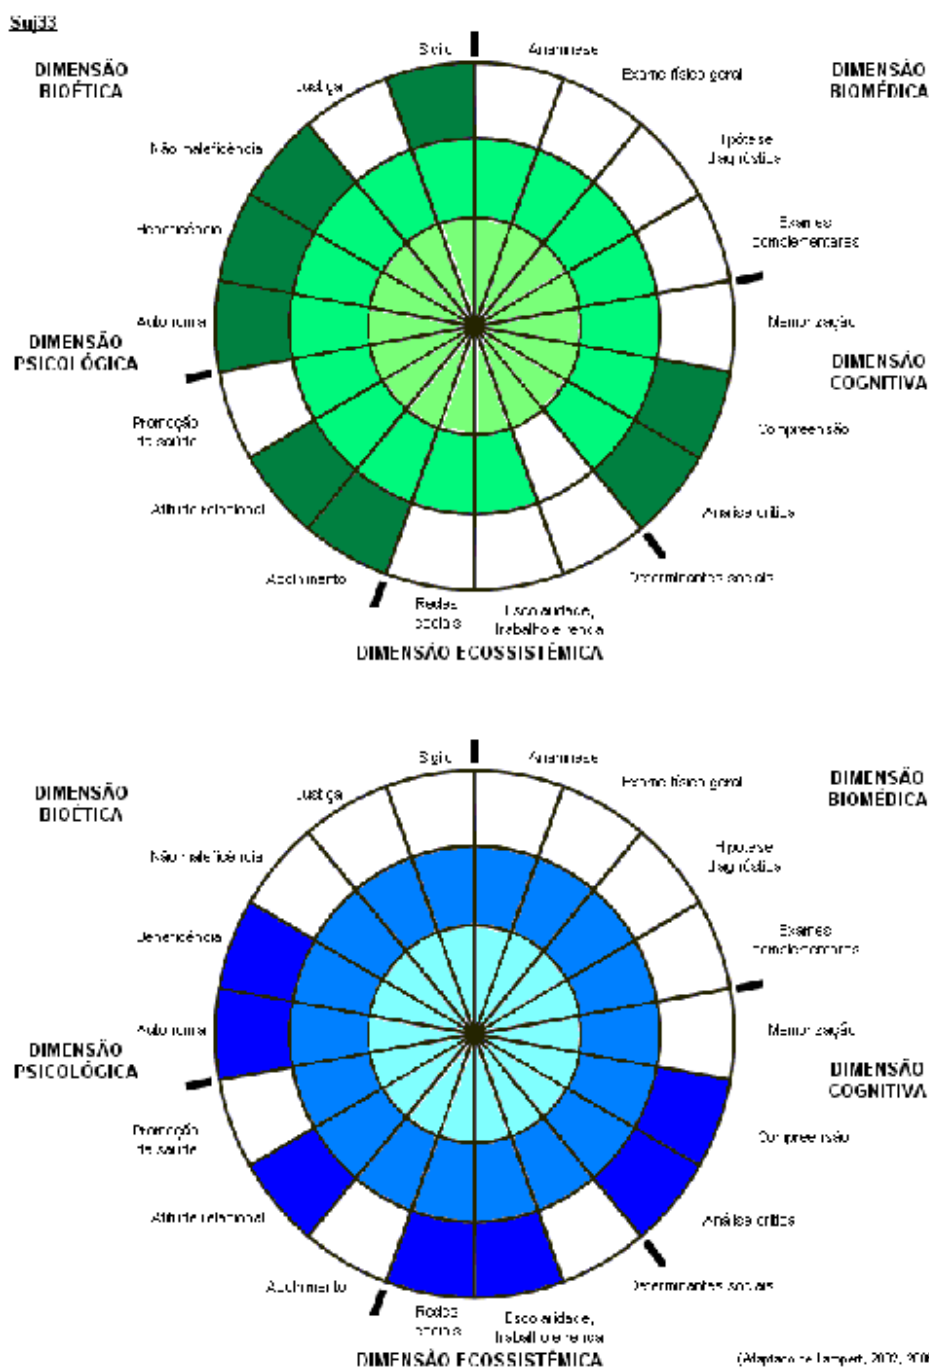 Suj33
Sigilo
Anamnese
DIMENSÃO
BIOÉTICA
Justiça
Exame físico geral
DIMENSÃO
BIOMÉDICA
Não maleficência
Hipótese
diagnóstica
Beneficência
Exames
complementares
Autonomia
Memorização
DIMENSÃO
PSICOLÓGICA
DIMENSÃO
COGNITIVA
Promoção
da saúde
Compreensão
Atitude relacional
Análise crítica
Acolhimento
Determinantes sociais
Redes
sociais
Escolaridade,
trabalho e renda
DIMENSÃO ECOSSISTÊMICA
Sigilo
Anamnese
DIMENSÃO
BIOÉTICA
Justiça
Exame físico geral
DIMENSÃO
BIOMÉDICA
Não maleficência
Hipótese
diagnóstica
Beneficência
Exames
complementares
Autonomia
Memorização
DIMENSÃO
PSICOLÓGICA
DIMENSÃO
COGNITIVA
Promoção
da saúde
Compreensão
Atitude relacional
Análise crítica
Acolhimento
Determinantes sociais
Redes
sociais
Escolaridade,
trabalho e renda
DIMENSÃO ECOSSISTÊMICA
(Adaptado de Lampert, 2002,